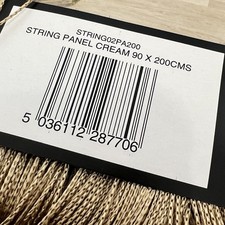 STRING02PA200
STRING PANEL CREAM 90 X 200CMS
5 036112 287706